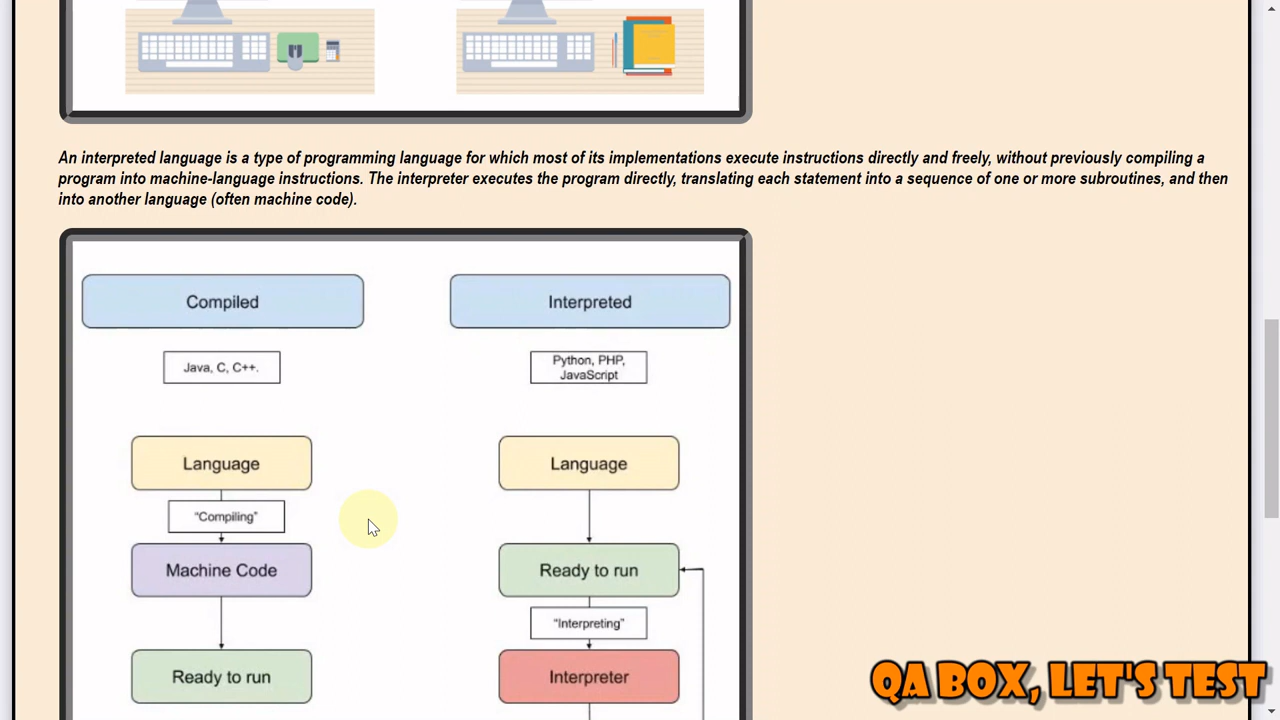 An interpreted language is a type of programming language for which most of its implementations execute instructions directly and freely, without previously compiling a
program into machine-language instructions. The interpreter executes the program directly, translating each statement into a sequence of one or more subroutines, and then
into another language (often machine code).
Compiled
Interpreted
Java, C, C++.
Python, PHP,
JavaScript
Language
Language
"Compiling"
Machine Code
Ready to run
"Interpreting"
Ready to run
Interpreter
QA BOX, LET'S TEST